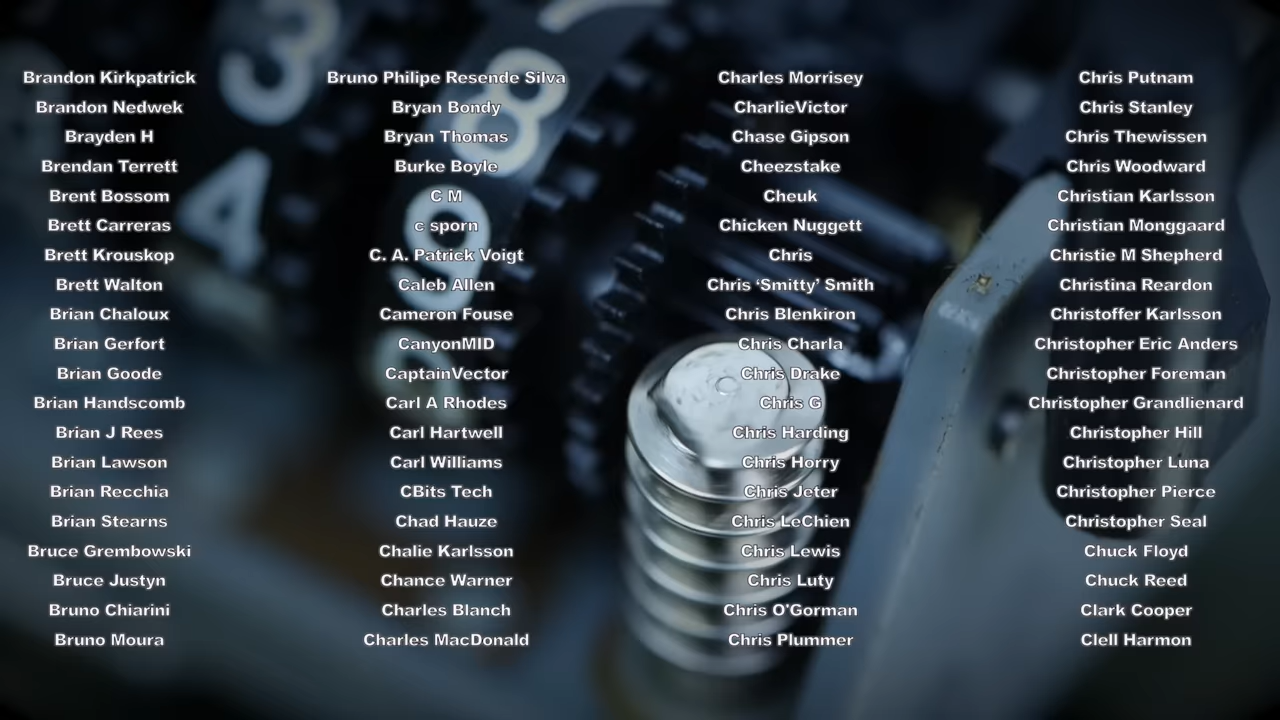 Brandon Kirkpatrick
Brandon Nedwek
Brayden H
Brendan Terrett
Brent Bossom
Brett Carreras
Brett Krouskop
Brett Walton
Brian Chaloux
Brian Gerfort
Brian Goode
Brian Handscomb
Brian J Rees
Brian Lawson
Brian Recchia
Brian Stearns
Bruce Grembowski
Bruce Justyn
Bruno Chiarini
Bruno Moura
Bruno Philipe Resende Silva
Bryan Bondy
Bryan Thomas
Burke Boyle
C M
c sporn
C. A. Patrick Voigt
Caleb Allen
Cameron Fouse
CanyonMID
CaptainVector
Carl A Rhodes
Carl Hartwell
Carl Williams
CBits Tech
Chad Hauze
Chalie Karlsson
Chance Warner
Charles Blanch
Charles MacDonald
Charles Morrisey
CharlieVictor
Chase Gipson
Cheezstake
Cheuk
Chicken Nuggett
Chris
Chris ‘Smitty’ Smith
Chris Blenkiron
Chris Charla
Chris Drake
Chris G
Chris Harding
Chris Horry
Chris Jeter
Chris LeChien
Chris Lewis
Chris Luty
Chris O'Gorman
Chris Plummer
Chris Putnam
Chris Stanley
Chris Thewissen
Chris Woodward
Christian Karlsson
Christian Monggaard
Christie M Shepherd
Christina Reardon
Christoffer Karlsson
Christopher Eric Anders
Christopher Foreman
Christopher Grandlienard
Christopher Hill
Christopher Luna
Christopher Pierce
Christopher Seal
Chuck Floyd
Chuck Reed
Clark Cooper
Clell Harmon
3
4
8
9